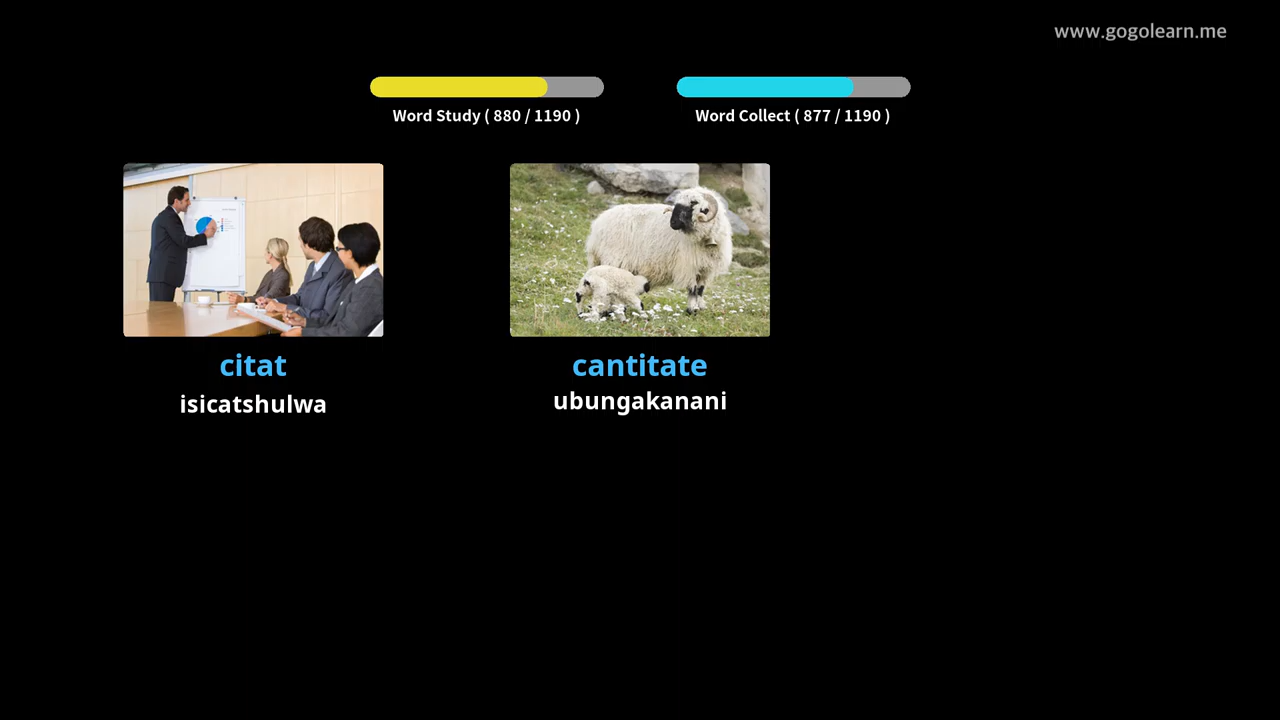 www.gogolearn.me
Word Study ( 880 / 1190 )
Word Collect ( 877 / 1190 )
citat
isicatshulwa
cantitate
ubungakanani